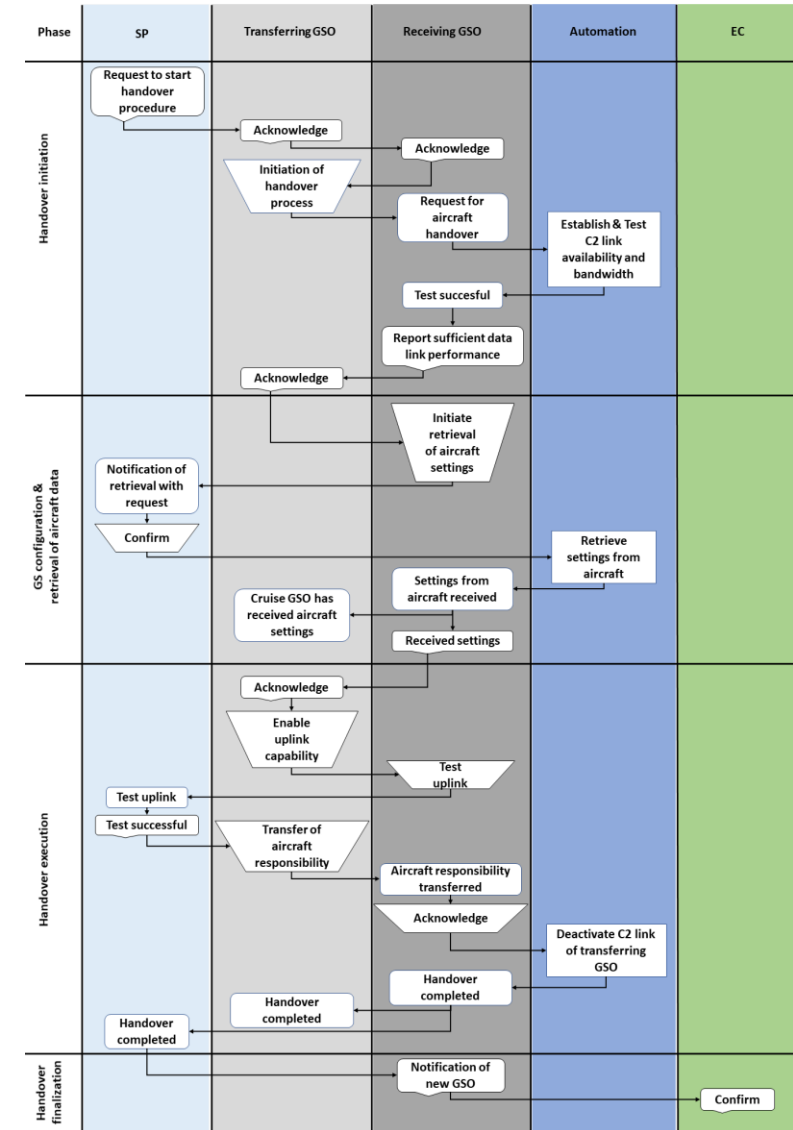 Phase
SP
Transferring GSO
Receiving GSO
Automation
EC
Handover initiation
Request to start
handover
procedure
Acknowledge
Acknowledge
Initiation of
handover
process
Request for
aircraft
handover
Establish & Test
C2 link
availability and
bandwidth
Test succesful
Report sufficient data
link performance
Acknowledge
GS configuration &
retrieval of aircraft data
Initiate
retrieval
of aircraft
settings
Notification of
retrieval with
request
Confirm
Retrieve
settings from
aircraft
Settings from
aircraft received
Cruise GSO has
received aircraft
settings
Received settings
Handover execution
Acknowledge
Enable
uplink
capability
Test
uplink
Test uplink
Test successful
Transfer of
aircraft
responsibility
Aircraft responsibility
transferred
Acknowledge
Deactivate C2 link
of transferring
GSO
Handover
completed
Handover
completed
Handover
completed
Handover
finalization
Notification of
new GSO
Confirm